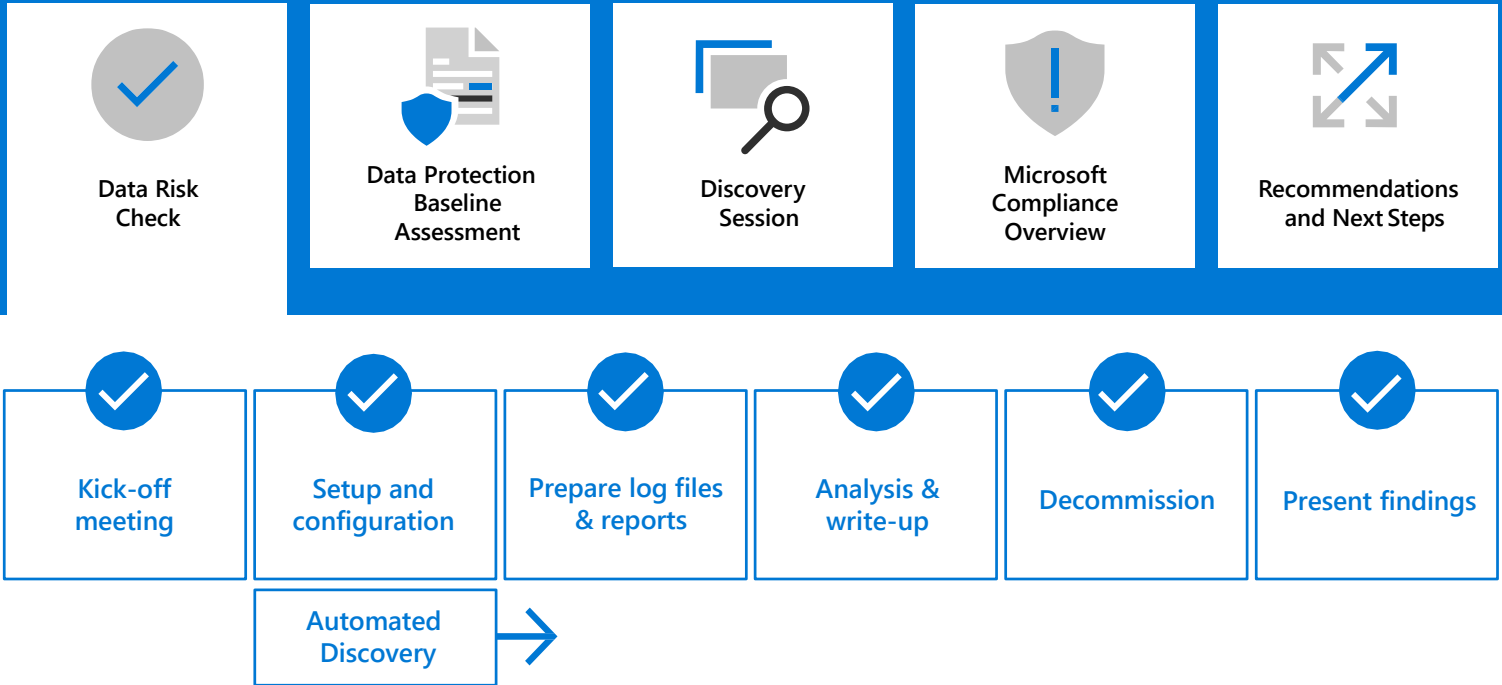 Data Risk
Check
Data Protection
Baseline
Assessment
Discovery
Session
Microsoft
Compliance
Overview
Recommendations
and Next Steps
Kick-off
meeting
Setup and
configuration
Prepare log files
& reports
Analysis &
write-up
Decommission
Present findings
Automated
Discovery